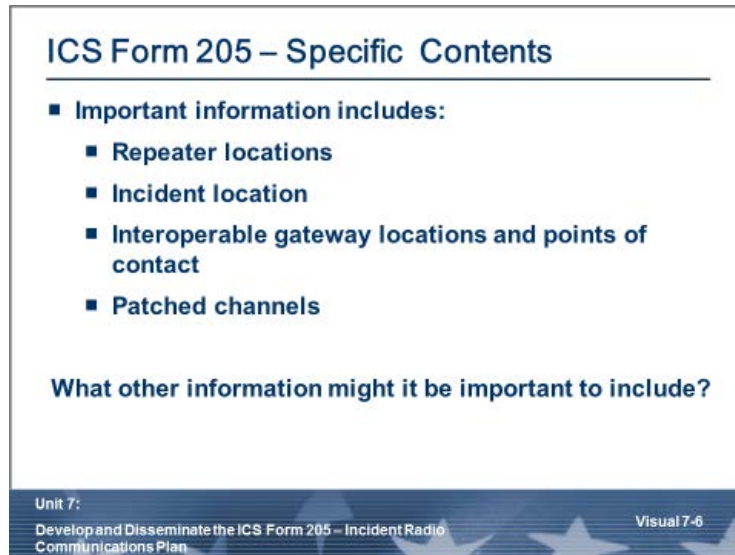 ICS Form 205 – Specific Contents
■ Important information includes:
■ Repeater locations
■ Incident location
■ Interoperable gateway locations and points of
contact
■ Patched channels
What other information might it be important to include?
Unit 7:
Develop and Disseminate the ICS Form 205 – Incident Radio
Communications Plan
Visual 7-6